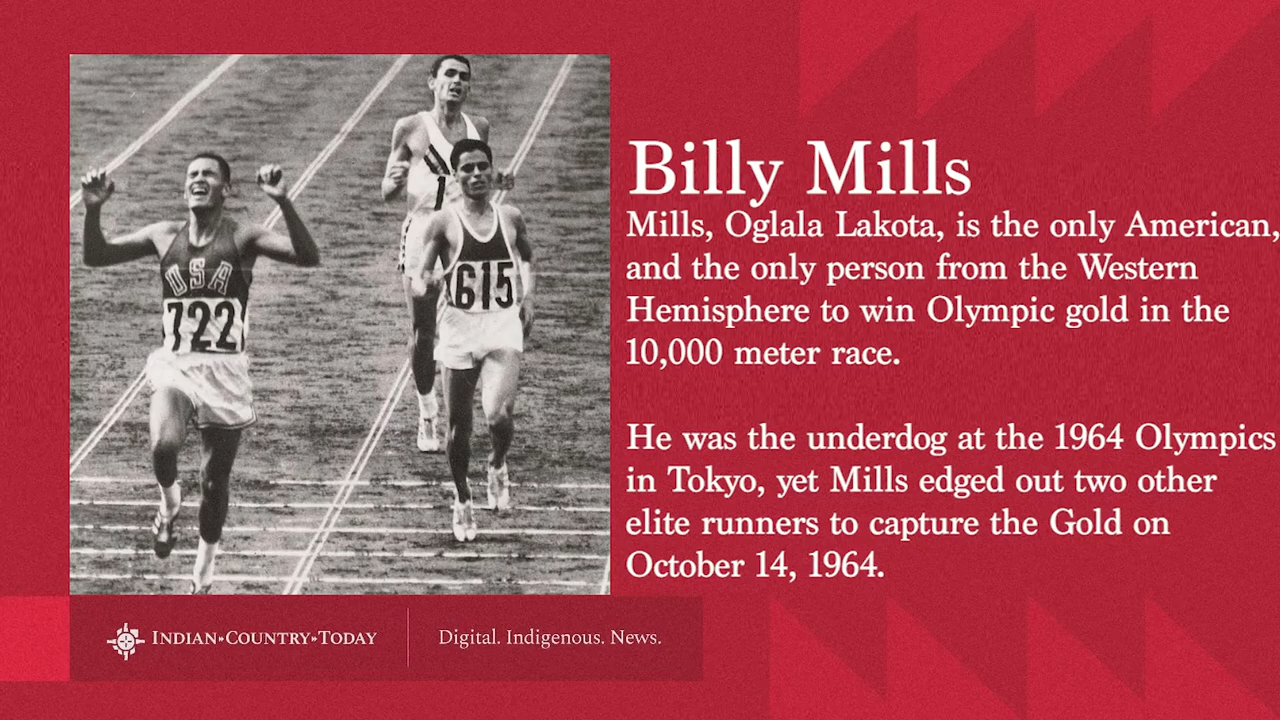 Billy Mills
Mills, Oglala Lakota, is the only American,
and the only person from the Western
Hemisphere to win Olympic gold in the
10,000 meter race.
He was the underdog at the 1964 Olympics
in Tokyo, yet Mills edged out two other
elite runners to capture the Gold on
October 14, 1964.
USA
722
615
INDIAN»COUNTRY»TODAY
Digital. Indigenous. News.